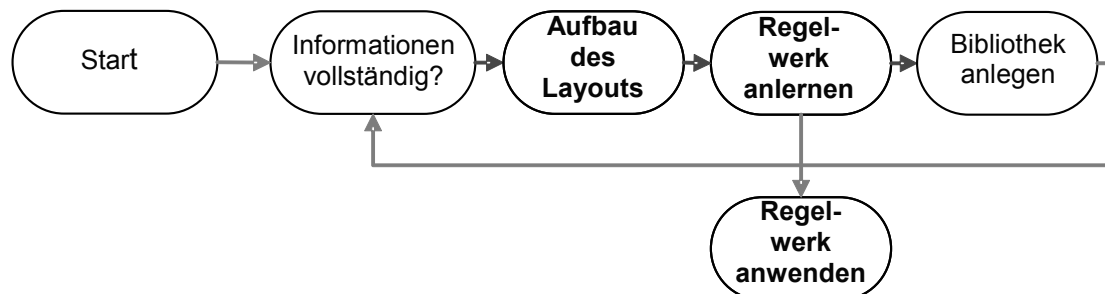 Start
Informationen
vollständig?
Aufbau
des
Layouts
Regel-
werk
anlernen
Bibliothek
anlegen
Regel-
werk
anwenden